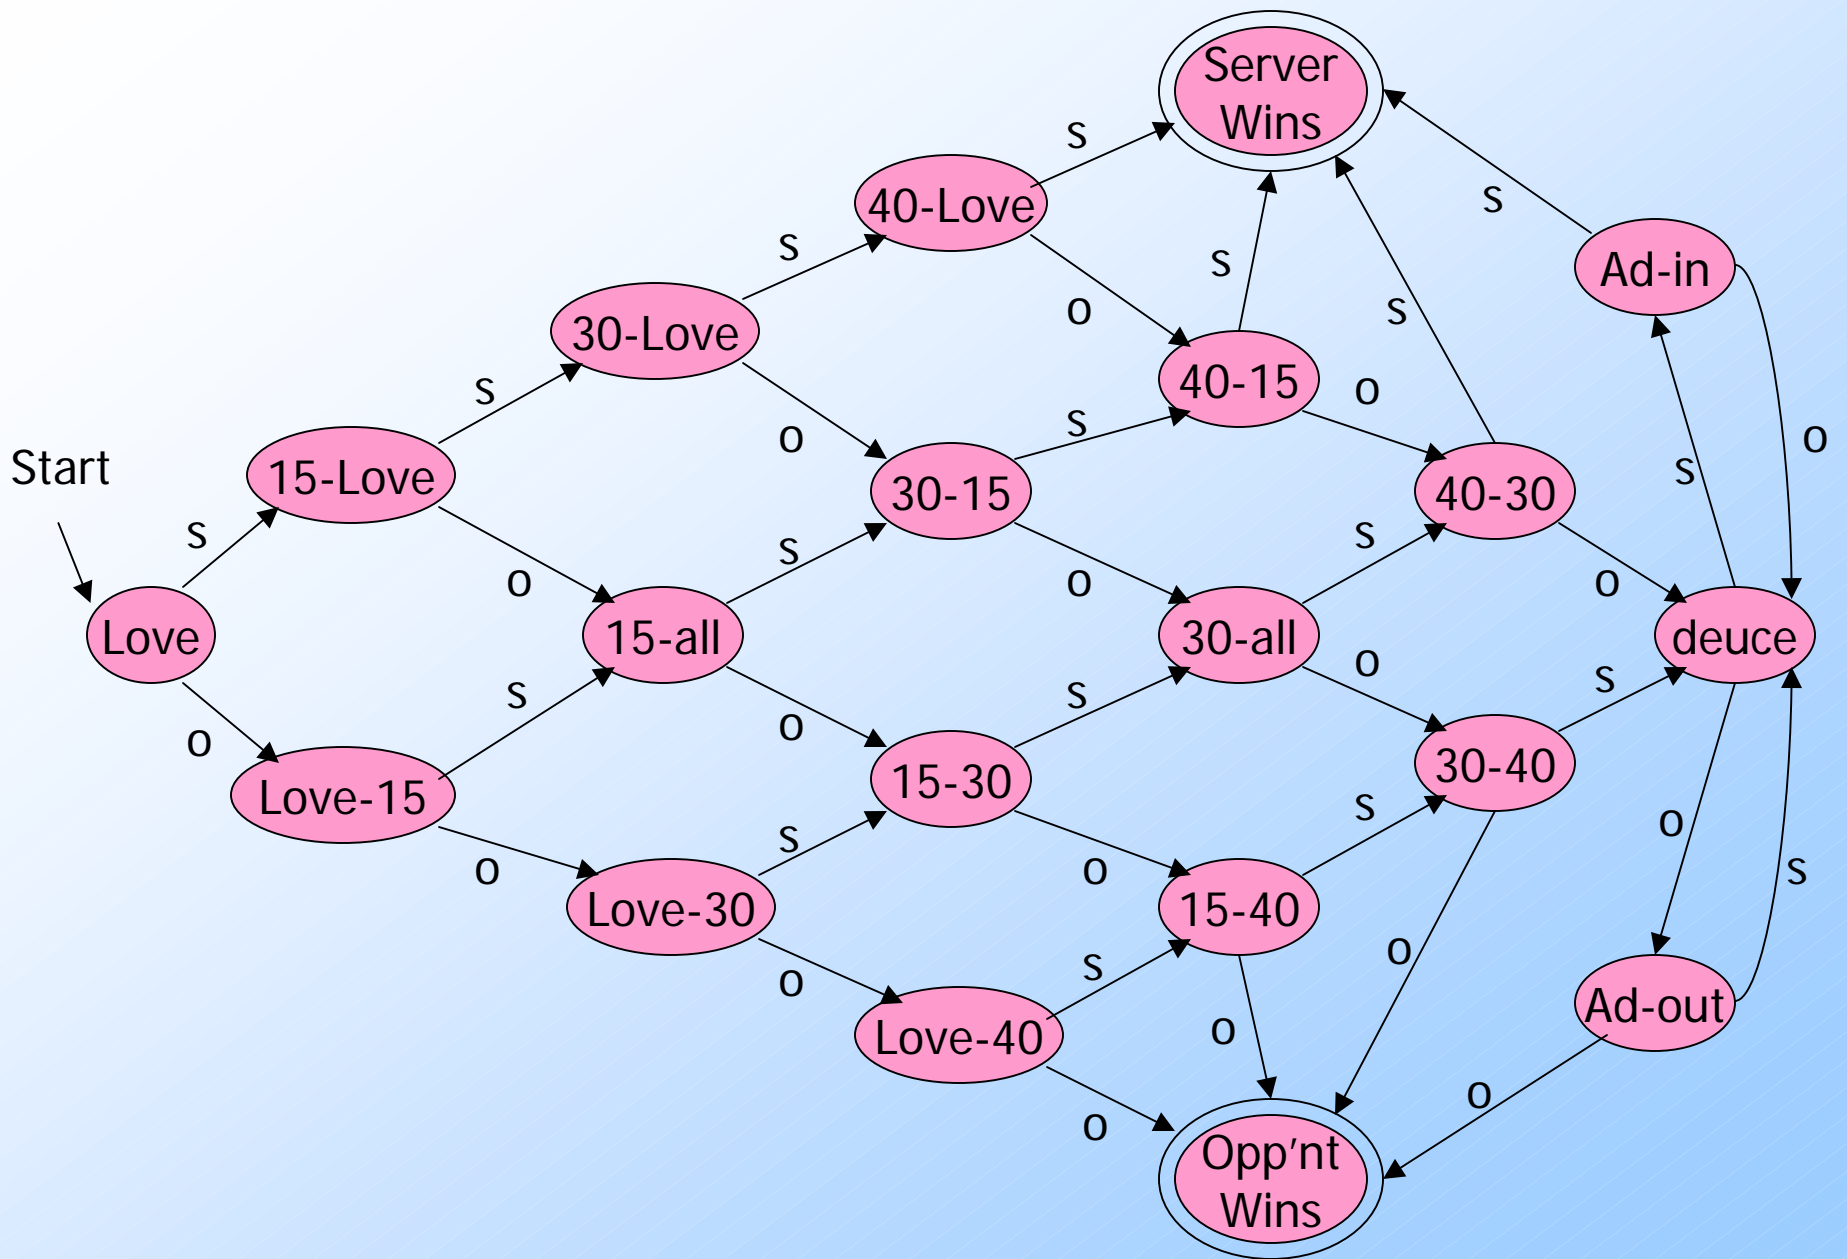 Server
Wins
s
40-Love
s
s
s
Ad-in
s
o
s
30-Love
40-15
o
s
s
o
o
Start
15-Love
s
30-15
40-30
s
s
s
o
o
o
Love
15-all
30-all
deuce
o
s
s
s
o
o
15-30
30-40
Love-15
s
s
o
o
o
s
Love-30
15-40
o
s
o
Ad-out
o
Love-40
o
o
o
Opp'nt
Wins